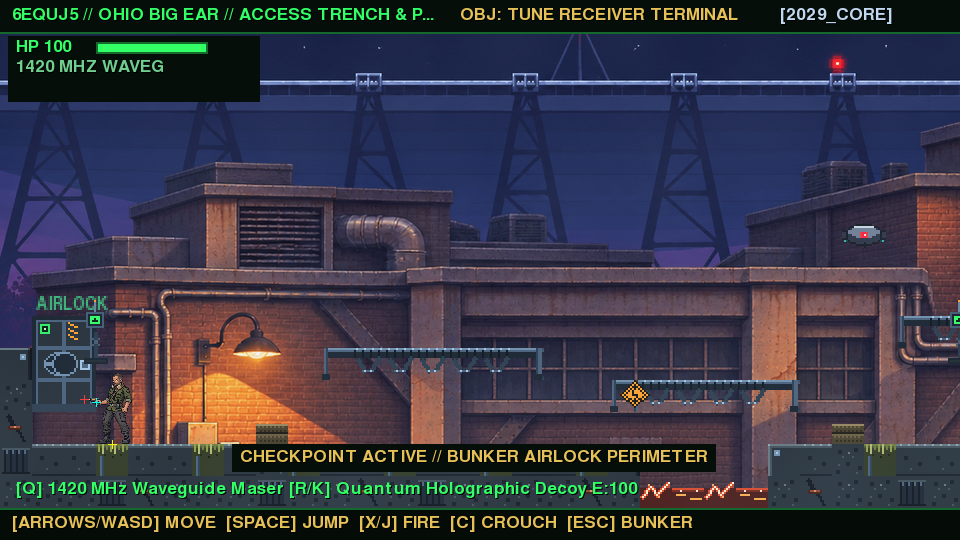 6EQUJ5 // OHIO BIG EAR // ACCESS TRENCH & P... OBJ: TUNE RECEIVER TERMINAL [2029_CORE]
HP 100
1420 MHZ WAVEG
AIRLOCK
CHECKPOINT ACTIVE // BUNKER AIRLOCK PERIMETER
[Q] 1420 MHz Waveguide Maser [R/K] Quantum Holographic Decoy E:100
[ARROWS/WASD] MOVE [SPACE] JUMP [X/J] FIRE [C] CROUCH [ESC] BUNKER